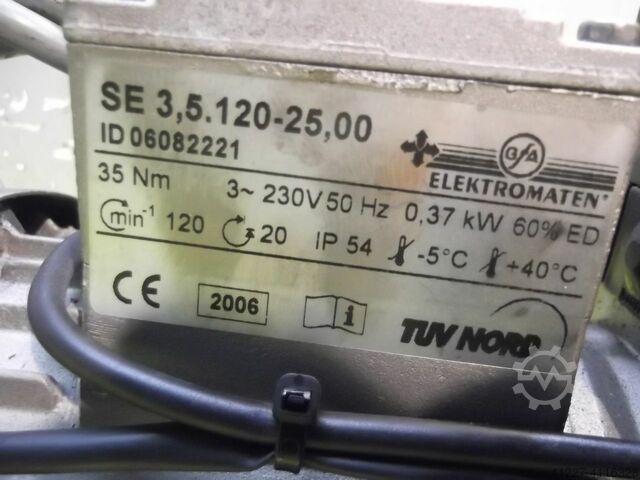 SE 3,5.120-25,00
ID 06082221
GfA
ELEKTROMATEN®
35 Nm 3~ 230V 50 Hz 0,37 kW 60% ED
min⁻¹ 120 20 IP 54 -5°C +40°C
CE 2006 i TÜV NORD